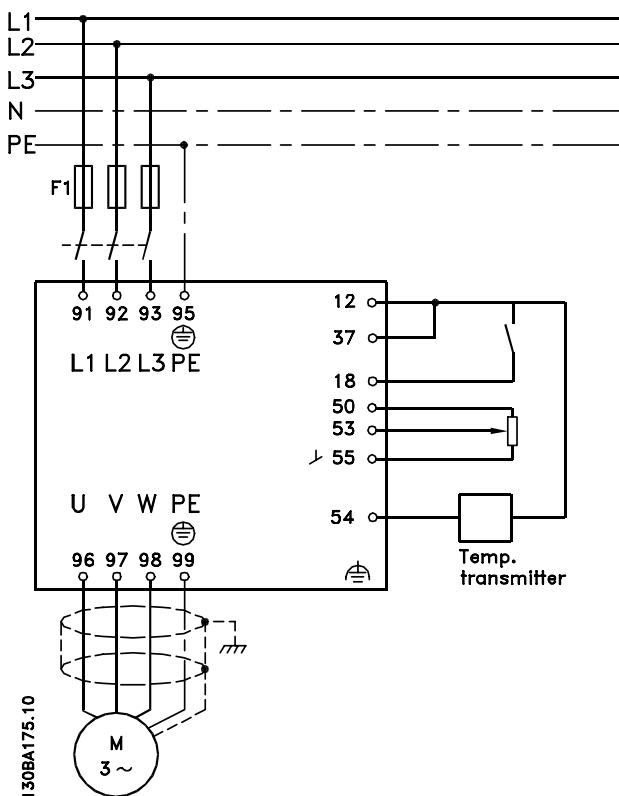 L1
L2
L3
N
PE
F1
91 92 93 95
L1 L2 L3 PE
12
37
18
50
53
55
54
U V W PE
96 97 98 99
Temp.
transmitter
M
3 ~
130BA175.10